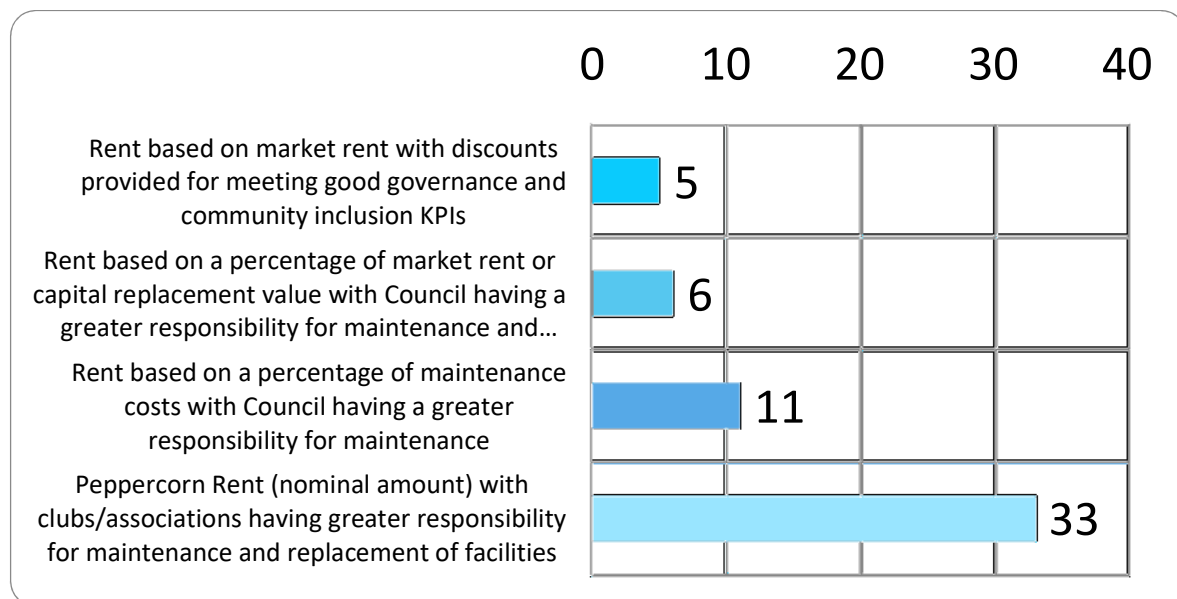 0 10 20 30 40
Rent based on market rent with discounts
provided for meeting good governance and
community inclusion KPIs
5
Rent based on a percentage of market rent or
capital replacement value with Council having a
greater responsibility for maintenance and...
6
Rent based on a percentage of maintenance
costs with Council having a greater
responsibility for maintenance
11
Peppercorn Rent (nominal amount) with
clubs/associations having greater responsibility
for maintenance and replacement of facilities
33